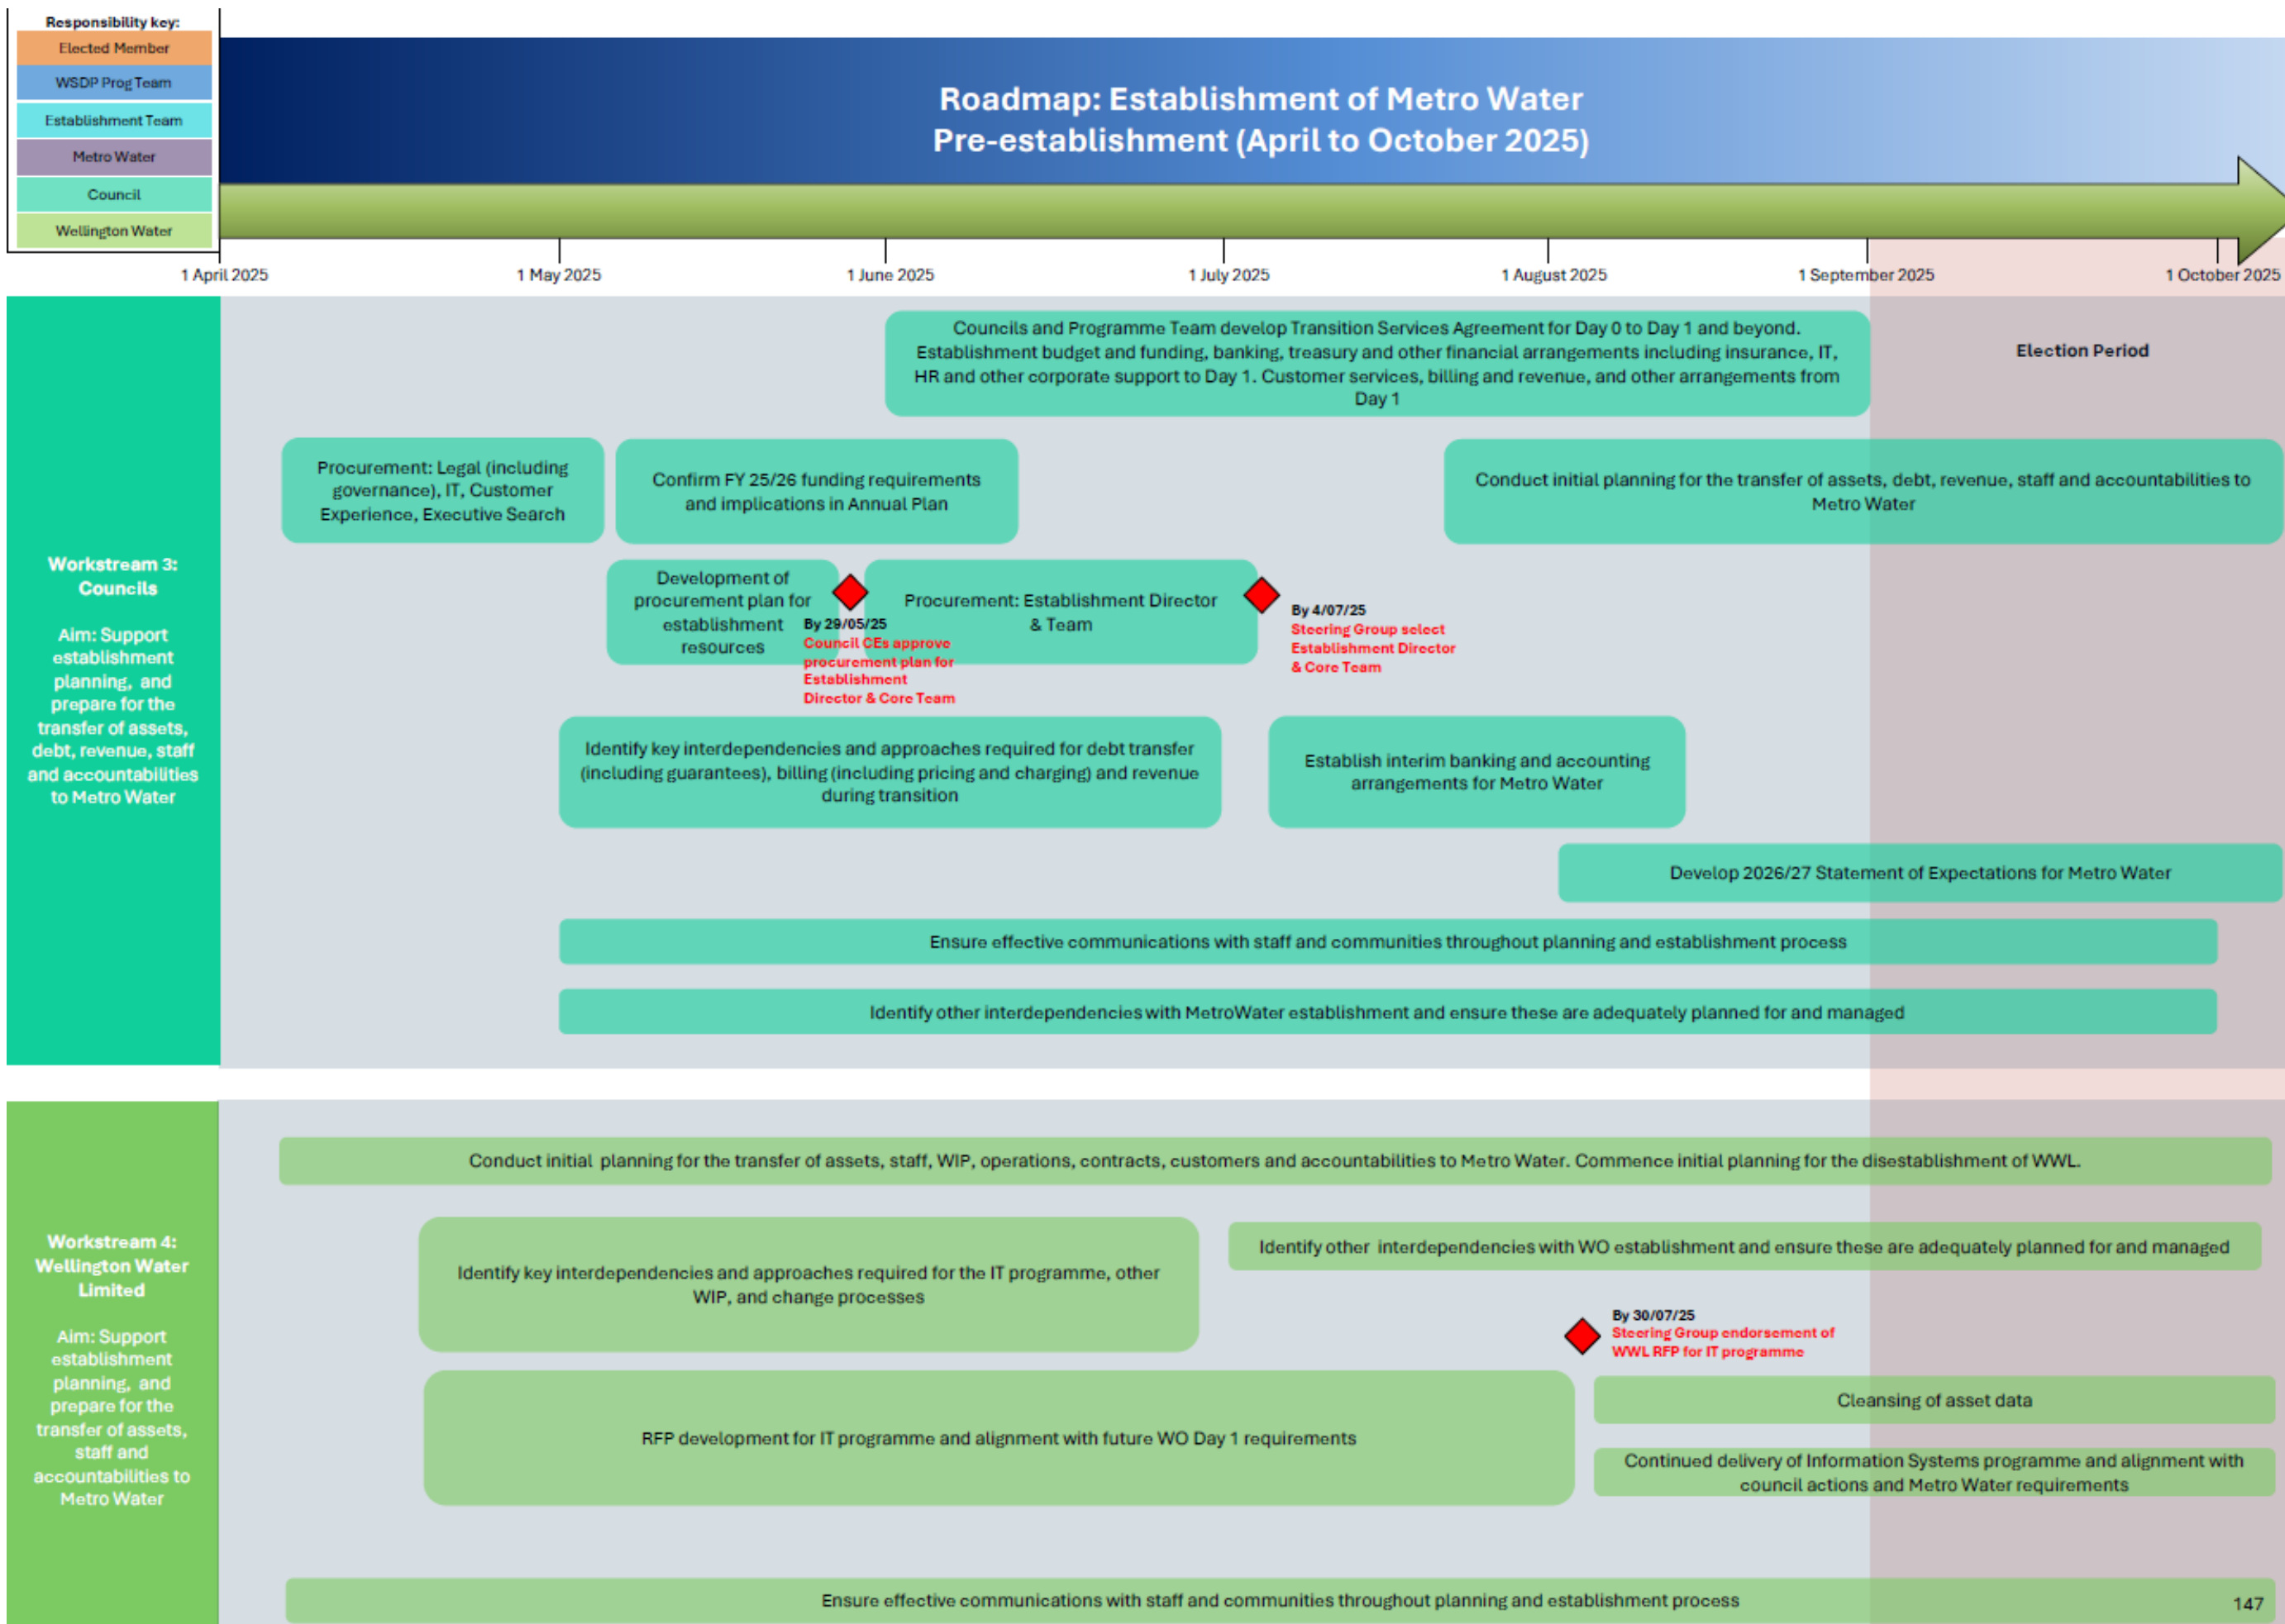 Responsibility key:
Elected Member
WSDP Prog Team
Establishment Team
Metro Water
Council
Wellington Water
Roadmap: Establishment of Metro Water
Pre-establishment (April to October 2025)
1 April 2025
1 May 2025
1 June 2025
1 July 2025
1 August 2025
1 September 2025
1 October 2025
Workstream 3:
Councils
Aim: Support
establishment
planning, and
prepare for the
transfer of assets,
debt, revenue, staff
and accountabilities
to Metro Water
Councils and Programme Team develop Transition Services Agreement for Day 0 to Day 1 and beyond.
Establishment budget and funding, banking, treasury and other financial arrangements including insurance, IT,
HR and other corporate support to Day 1. Customer services, billing and revenue, and other arrangements from
Day 1
Election Period
Procurement: Legal (including
governance), IT, Customer
Experience, Executive Search
Confirm FY 25/26 funding requirements
and implications in Annual Plan
Conduct initial planning for the transfer of assets, debt, revenue, staff and accountabilities to
Metro Water
Development of
procurement plan for
establishment
resources
By 29/05/25
Council CEs approve
procurement plan for
Establishment
Director & Core Team
Procurement: Establishment Director
& Team
By 4/07/25
Steering Group select
Establishment Director
& Core Team
Identify key interdependencies and approaches required for debt transfer
(including guarantees), billing (including pricing and charging) and revenue
during transition
Establish interim banking and accounting
arrangements for Metro Water
Develop 2026/27 Statement of Expectations for Metro Water
Ensure effective communications with staff and communities throughout planning and establishment process
Identify other interdependencies with MetroWater establishment and ensure these are adequately planned for and managed
Workstream 4:
Wellington Water
Limited
Aim: Support
establishment
planning, and
prepare for the
transfer of assets,
staff and
accountabilities to
Metro Water
Conduct initial planning for the transfer of assets, staff, WIP, operations, contracts, customers and accountabilities to Metro Water. Commence initial planning for the disestablishment of WWL.
Identify key interdependencies and approaches required for the IT programme, other
WIP, and change processes
Identify other interdependencies with WO establishment and ensure these are adequately planned for and managed
By 30/07/25
Steering Group endorsement of
WWL RFP for IT programme
RFP development for IT programme and alignment with future WO Day 1 requirements
Cleansing of asset data
Continued delivery of Information Systems programme and alignment with
council actions and Metro Water requirements
Ensure effective communications with staff and communities throughout planning and establishment process
147